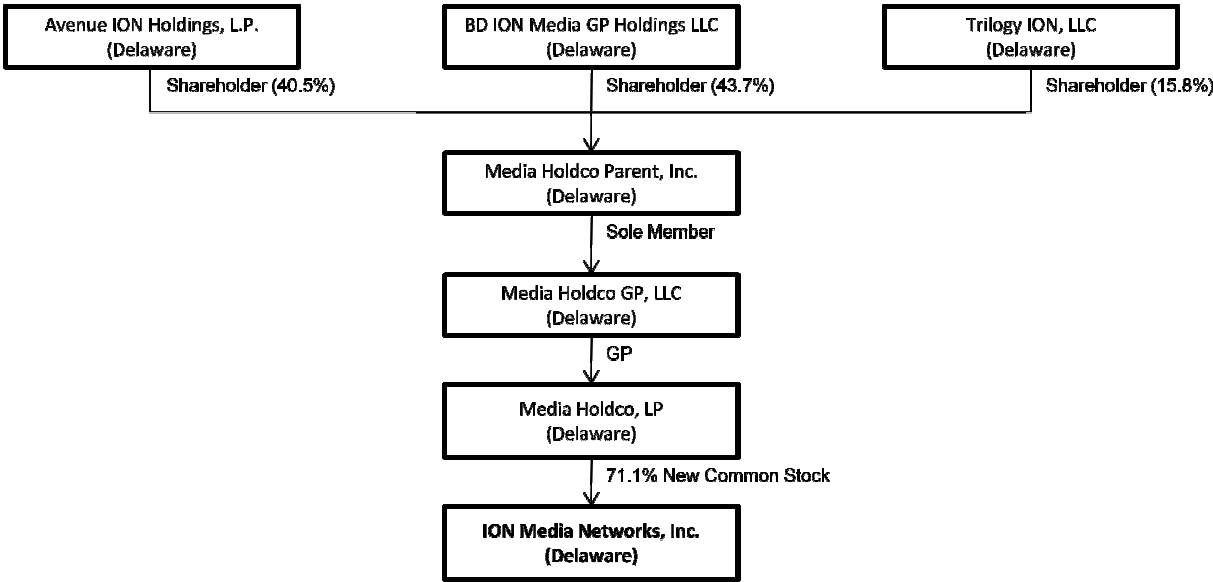 Avenue ION Holdings, L.P.
(Delaware)
BD ION Media GP Holdings LLC
(Delaware)
Trilogy ION, LLC
(Delaware)
Shareholder (40.5%)
Shareholder (43.7%)
Shareholder (15.8%)
Media Holdco Parent, Inc.
(Delaware)
Sole Member
Media Holdco GP, LLC
(Delaware)
GP
Media Holdco, LP
(Delaware)
71.1% New Common Stock
ION Media Networks, Inc.
(Delaware)